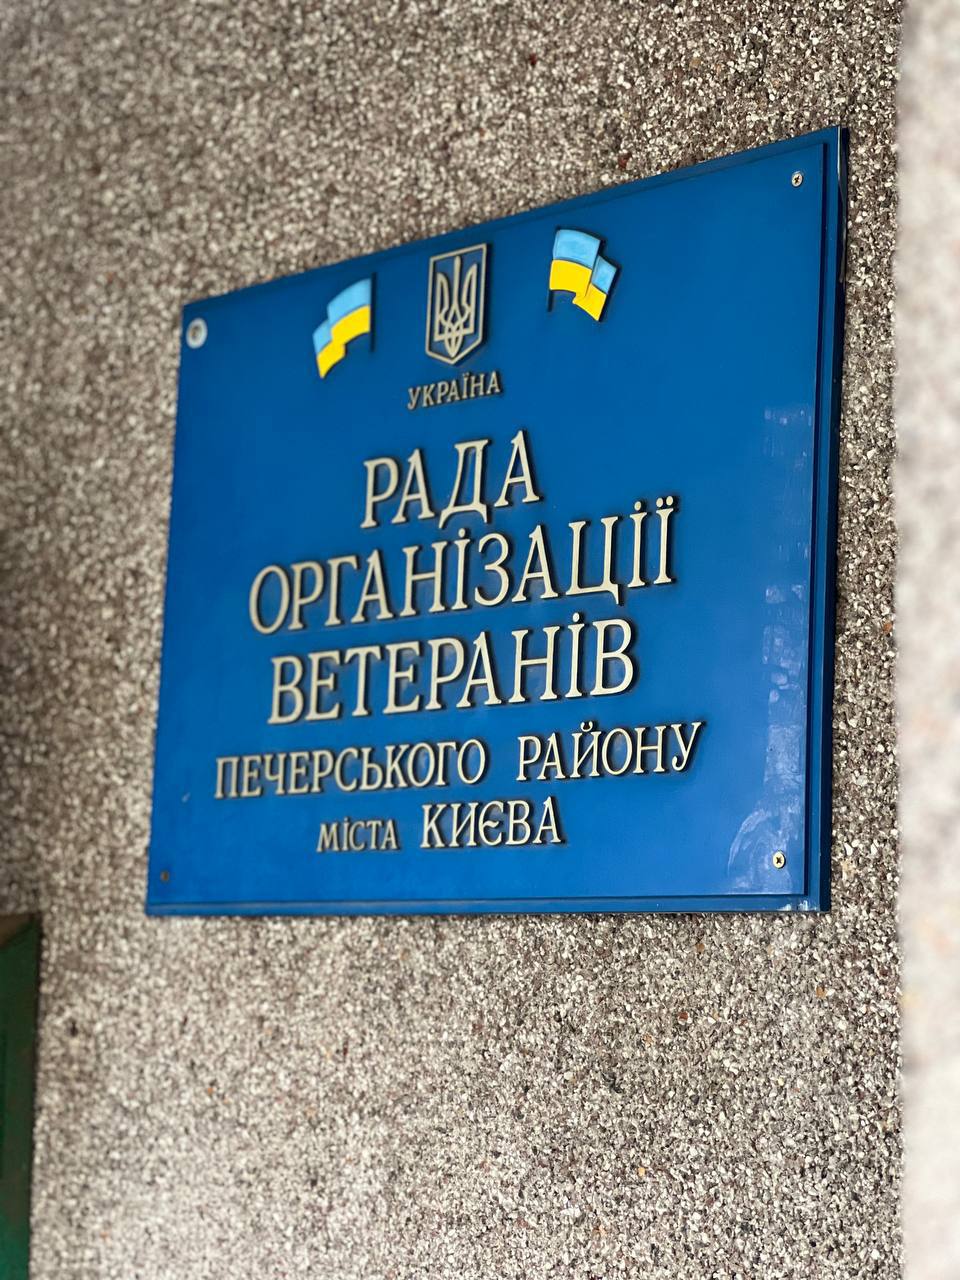 УКРАЇНА
РАДА
ОРГАНІЗАЦІЇ
ВЕТЕРАНІВ
ПЕЧЕРСЬКОГО РАЙОНУ
МІСТА КИЄВА